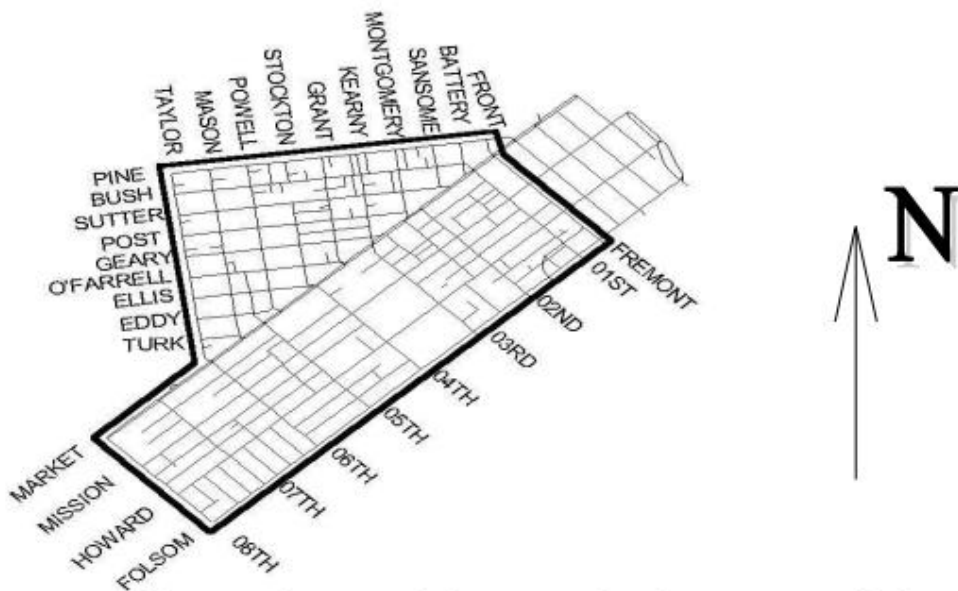 TAYLOR
MASON
POWELL
STOCKTON
GRANT
KEARNY
MONTGOMERY
SANSOME
BATTERY
FRONT
PINE
BUSH
SUTTER
POST
GEARY
O'FARRELL
ELLIS
EDDY
TURK
N
FREMONT
01ST
02ND
03RD
04TH
05TH
06TH
07TH
08TH
MARKET
MISSION
HOWARD
FOLSOM